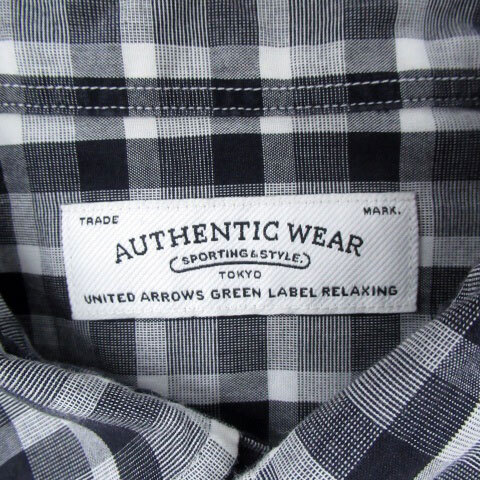 TRADE MARK.
AUTHENTIC WEAR
SPORTING & STYLE.
TOKYO
UNITED ARROWS GREEN LABEL RELAXING